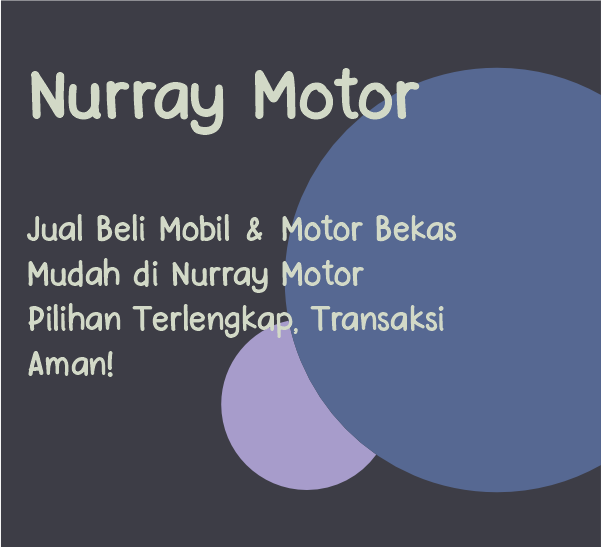 Nurray Motor
Jual Beli Mobil & Motor Bekas
Mudah di Nurray Motor
Pilihan Terlengkap, Transaksi
Aman!